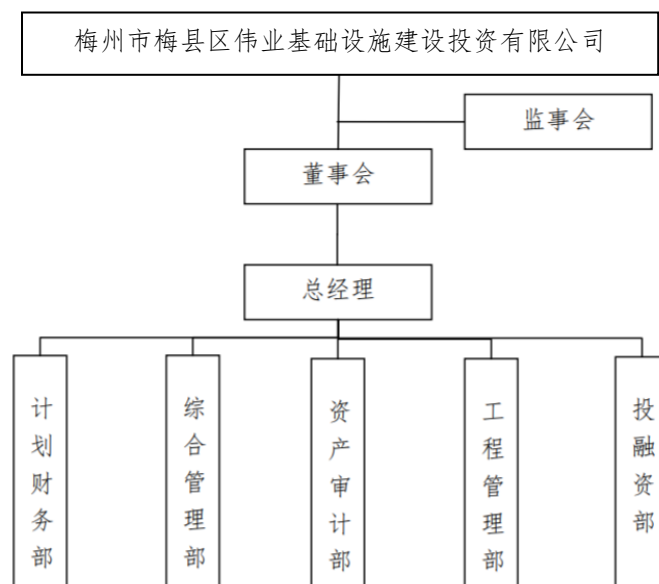 梅州市梅县区伟业基础设施建设投资有限公司
监事会
董事会
总经理
计划财务部
综合管理部
资产审计部
工程管理部
投融资部